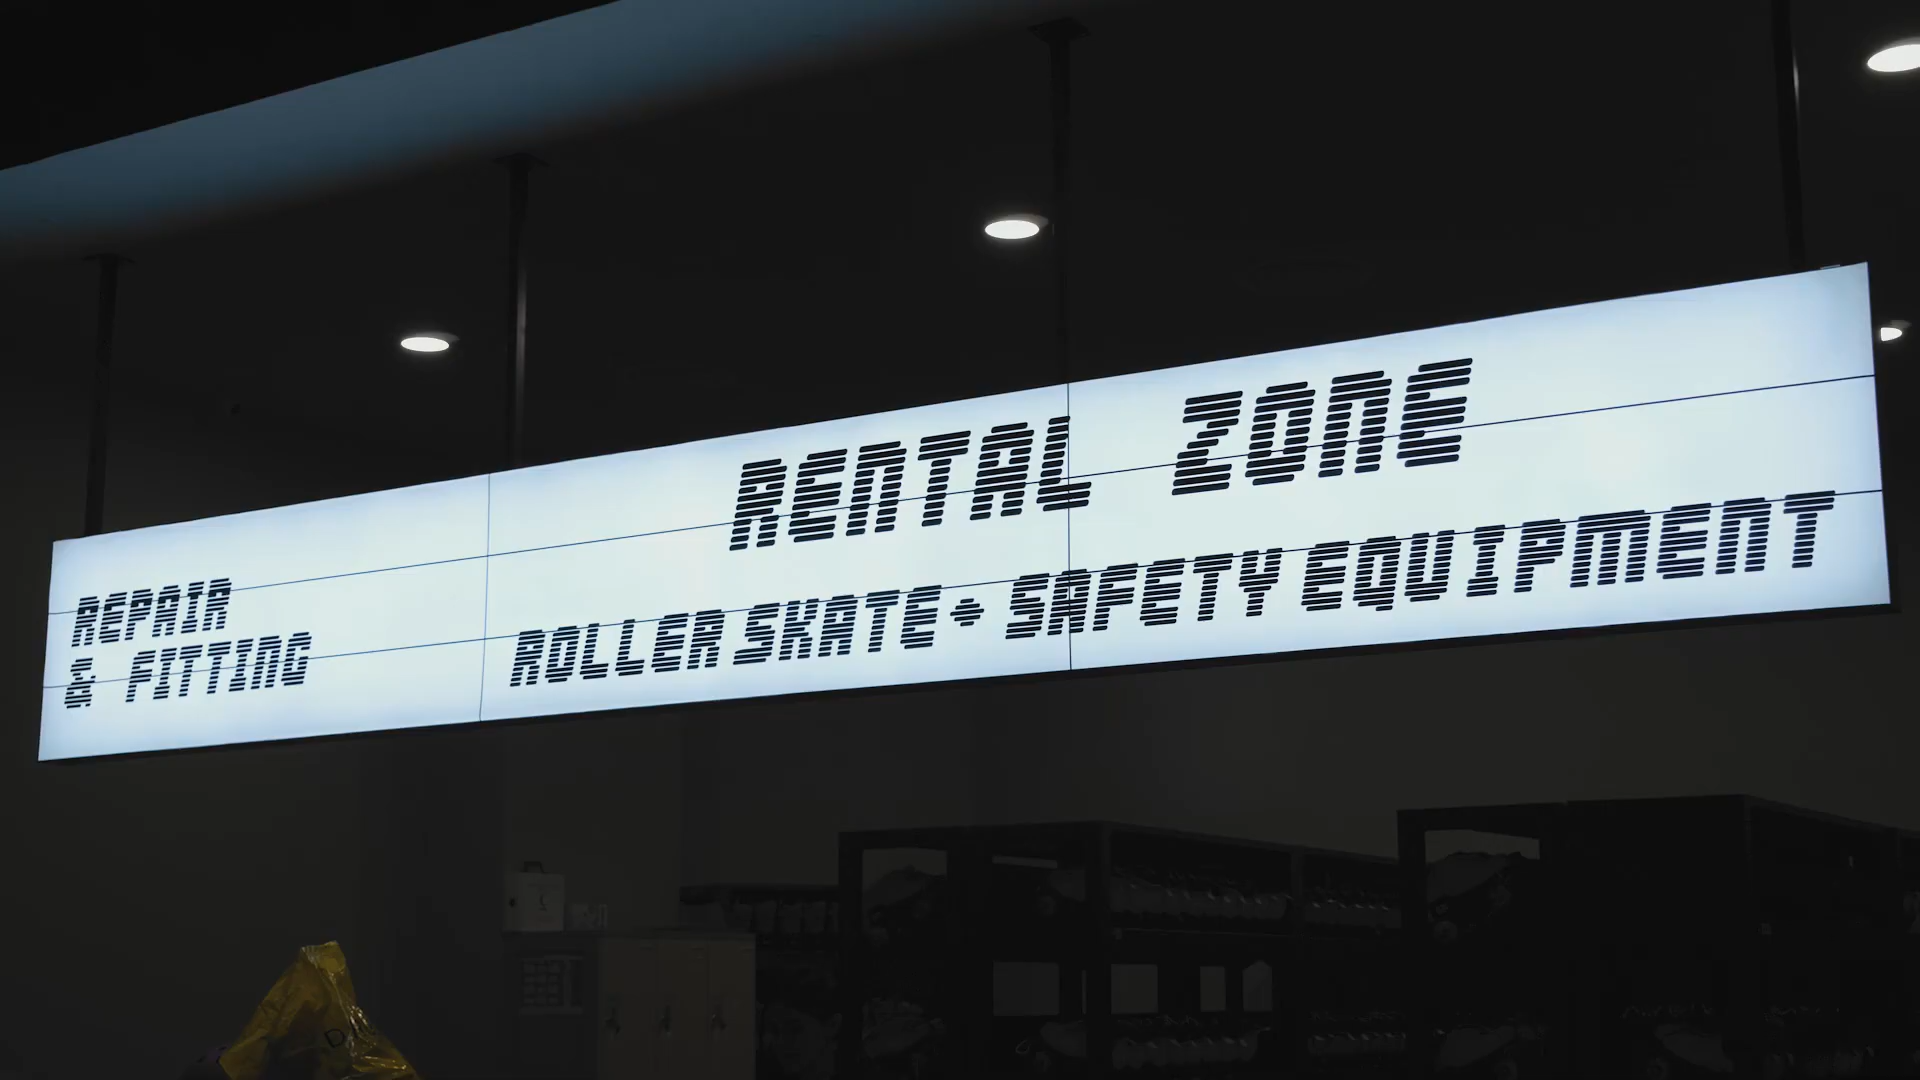 RENTAL ZONE
ROLLER SKATE + SAFETY EQUIPMENT
REPAIR
& FITTING